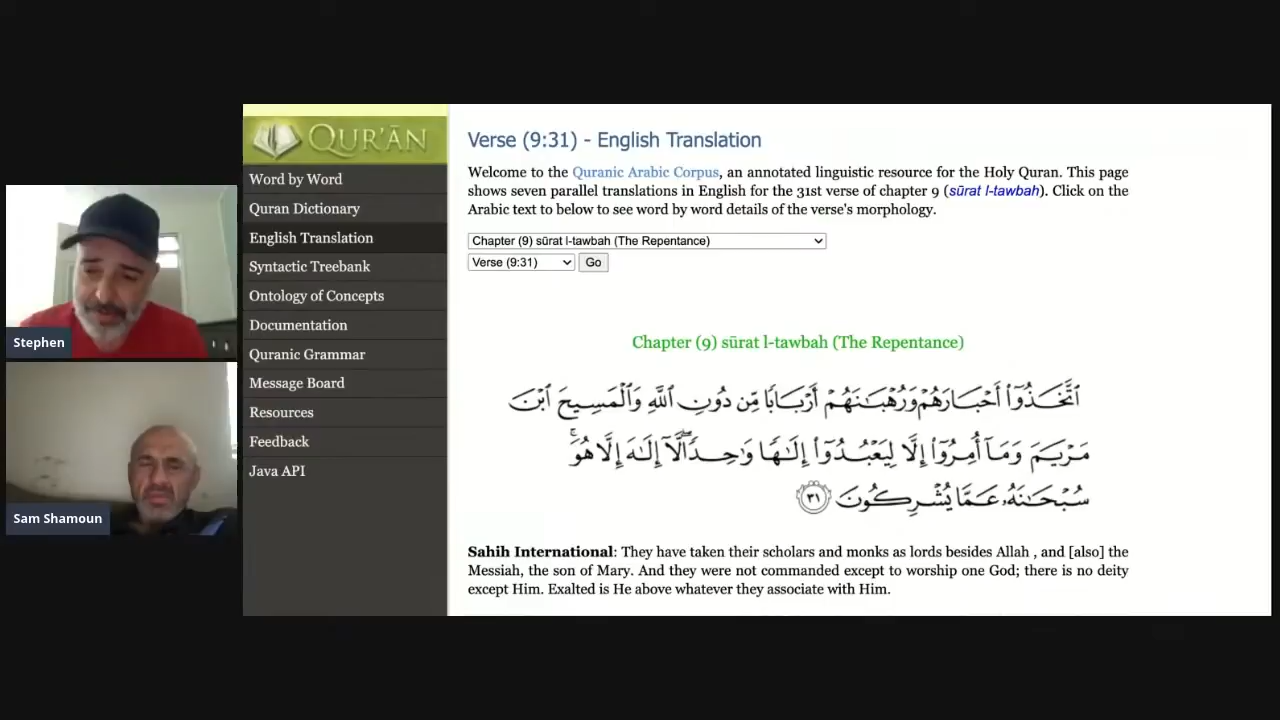 Stephen
Sam Shamoun
QUR'ĀN
Word by Word
Quran Dictionary
English Translation
Syntactic Treebank
Ontology of Concepts
Documentation
Quranic Grammar
Message Board
Resources
Feedback
Java API
Verse (9:31) - English Translation
Welcome to the Quranic Arabic Corpus, an annotated linguistic resource for the Holy Quran. This page
shows seven parallel translations in English for the 31st verse of chapter 9 (sūrat l-tawbah). Click on the
Arabic text to below to see word by word details of the verse's morphology.
Chapter (9) sūrat l-tawbah (The Repentance)
Verse (9:31) Go
Chapter (9) sūrat l-tawbah (The Repentance)
ٱتَّخَذُوٓا۟ أَحْبَارَهُمْ وَرُهْبَـٰنَهُمْ أَرْبَابًا مِّن دُونِ ٱللَّهِ وَٱلْمَسِيحَ ٱبْنَ
مَرْيَمَ وَمَآ أُمِرُوٓا۟ إِلَّا لِيَعْبُدُوٓا۟ إِلَـٰهًا وَٰحِدًا ۖ لَّآ إِلَـٰهَ إِلَّا هُوَ ۚ
سُبْحَـٰنَهُۥ عَمَّا يُشْرِكُونَ ٣١
Sahih International: They have taken their scholars and monks as lords besides Allah , and [also] the
Messiah, the son of Mary. And they were not commanded except to worship one God; there is no deity
except Him. Exalted is He above whatever they associate with Him.